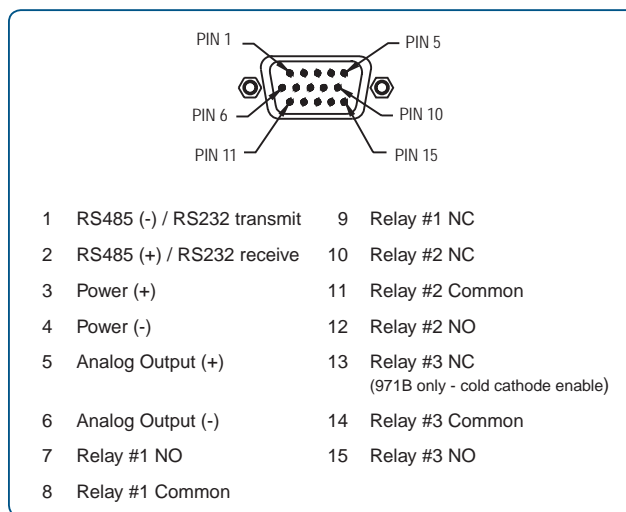 PIN 1
PIN 5
PIN 6
PIN 10
PIN 11
PIN 15
1 RS485 (-) / RS232 transmit
2 RS485 (+) / RS232 receive
3 Power (+)
4 Power (-)
5 Analog Output (+)
6 Analog Output (-)
7 Relay #1 NO
8 Relay #1 Common
9 Relay #1 NC
10 Relay #2 NC
11 Relay #2 Common
12 Relay #2 NO
13 Relay #3 NC
(971B only - cold cathode enable)
14 Relay #3 Common
15 Relay #3 NO